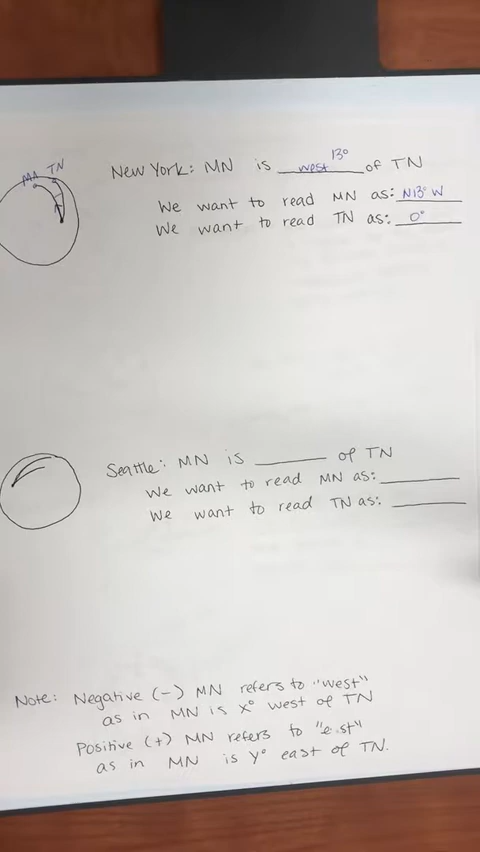 MN TN
New York: MN is west 13° of TN
We want to read MN as: N13°W
We want to read TN as: 0°
Seattle: MN is ________ of TN
We want to read MN as: ________
We want to read TN as: ________
Note: Negative (-) MN refers to "west"
as in MN is x° west of TN
Positive (+) MN refers to "east"
as in MN is y° east of TN.